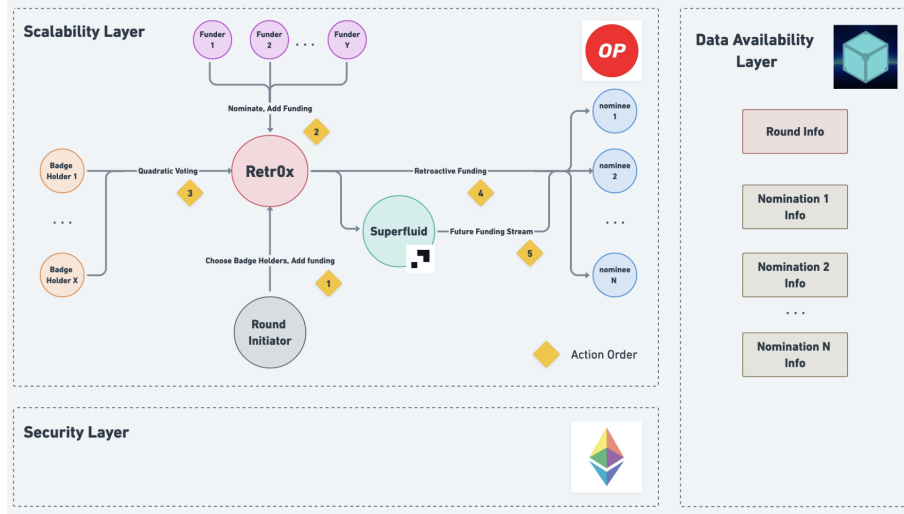 Scalability Layer
Funder
1
Funder
2
. . .
Funder
Y
OP
Nominate, Add Funding
2
Badge
Holder 1
. . .
Badge
Holder X
Quadratic Voting
3
Retr0x
Retroactive Funding
4
Superfluid
Future Funding Stream
5
nominee
1
nominee
2
. . .
nominee
N
Choose Badge Holders, Add funding
1
Round
Initiator
Action Order
Security Layer
Data Availability
Layer
Round Info
Nomination 1
Info
Nomination 2
Info
. . .
Nomination N
Info